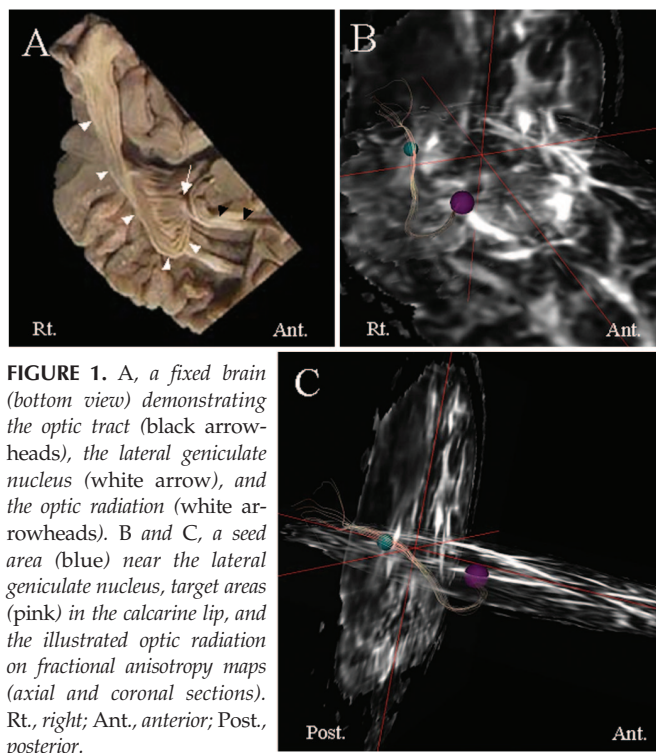 A
Rt.
Ant.
B
Rt.
Ant.
FIGURE 1. A, a fixed brain
(bottom view) demonstrating
the optic tract (black arrow-
heads), the lateral geniculate
nucleus (white arrow), and
the optic radiation (white ar-
rowheads). B and C, a seed
area (blue) near the lateral
geniculate nucleus, target areas
(pink) in the calcarine lip, and
the illustrated optic radiation
on fractional anisotropy maps
(axial and coronal sections).
Rt., right; Ant., anterior; Post.,
posterior.
C
Post.
Ant.